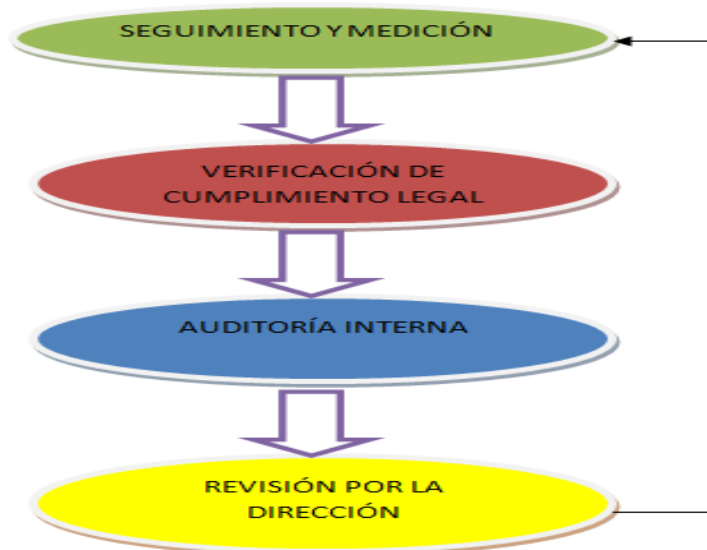 SEGUIMIENTO Y MEDICIÓN
VERIFICACIÓN DE
CUMPLIMIENTO LEGAL
AUDITORÍA INTERNA
REVISIÓN POR LA
DIRECCIÓN